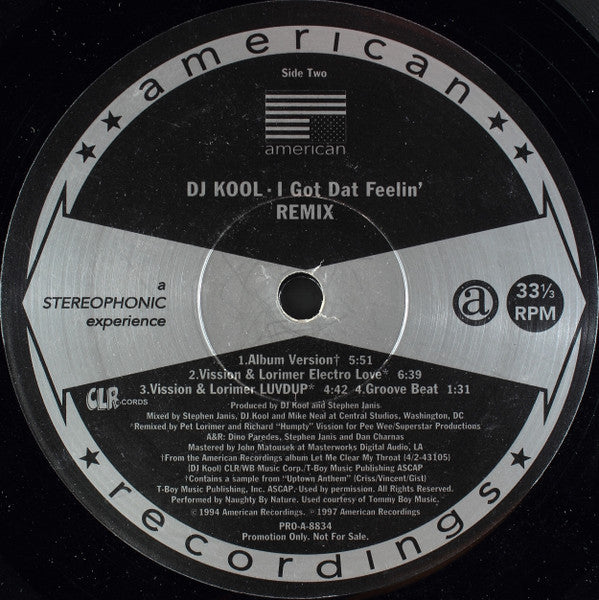 american
Side Two
american
DJ KOOL · I Got Dat Feelin'
REMIX
a
STEREOPHONIC
experience
a
33⅓
RPM
1.Album Version† 5:51
2.Vission & Lorimer Electro Love* 6:39
3.Vission & Lorimer LUVDUP* 4:42 4.Groove Beat 1:31
CLR
RECORDS
Produced by DJ Kool and Stephen Janis
Mixed by Stephen Janis, DJ Kool and Mike Neal at Central Studios, Washington, DC
*Remixed by Pet Lorimer and Richard "Humpty" Vission for Pee Wee/Superstar Productions
A&R: Dino Paredes, Stephen Janis and Dan Charnas
Mastered by John Matousek at Masterworks Digital Audio, LA
†From the American Recordings album Let Me Clear My Throat (4/2-43105)
(DJ Kool) CLR/WB Music Corp./T-Boy Music Publishing ASCAP
†Contains a sample from "Uptown Anthem" (Criss/Vincent/Gist)
T-Boy Music Publishing, Inc. ASCAP. Used by permission. All Rights Reserved.
Performed by Naughty By Nature. Used courtesy of Tommy Boy Music.
© 1994 American Recordings. ℗ 1997 American Recordings
PRO-A-8834
Promotion Only. Not For Sale.
recordings